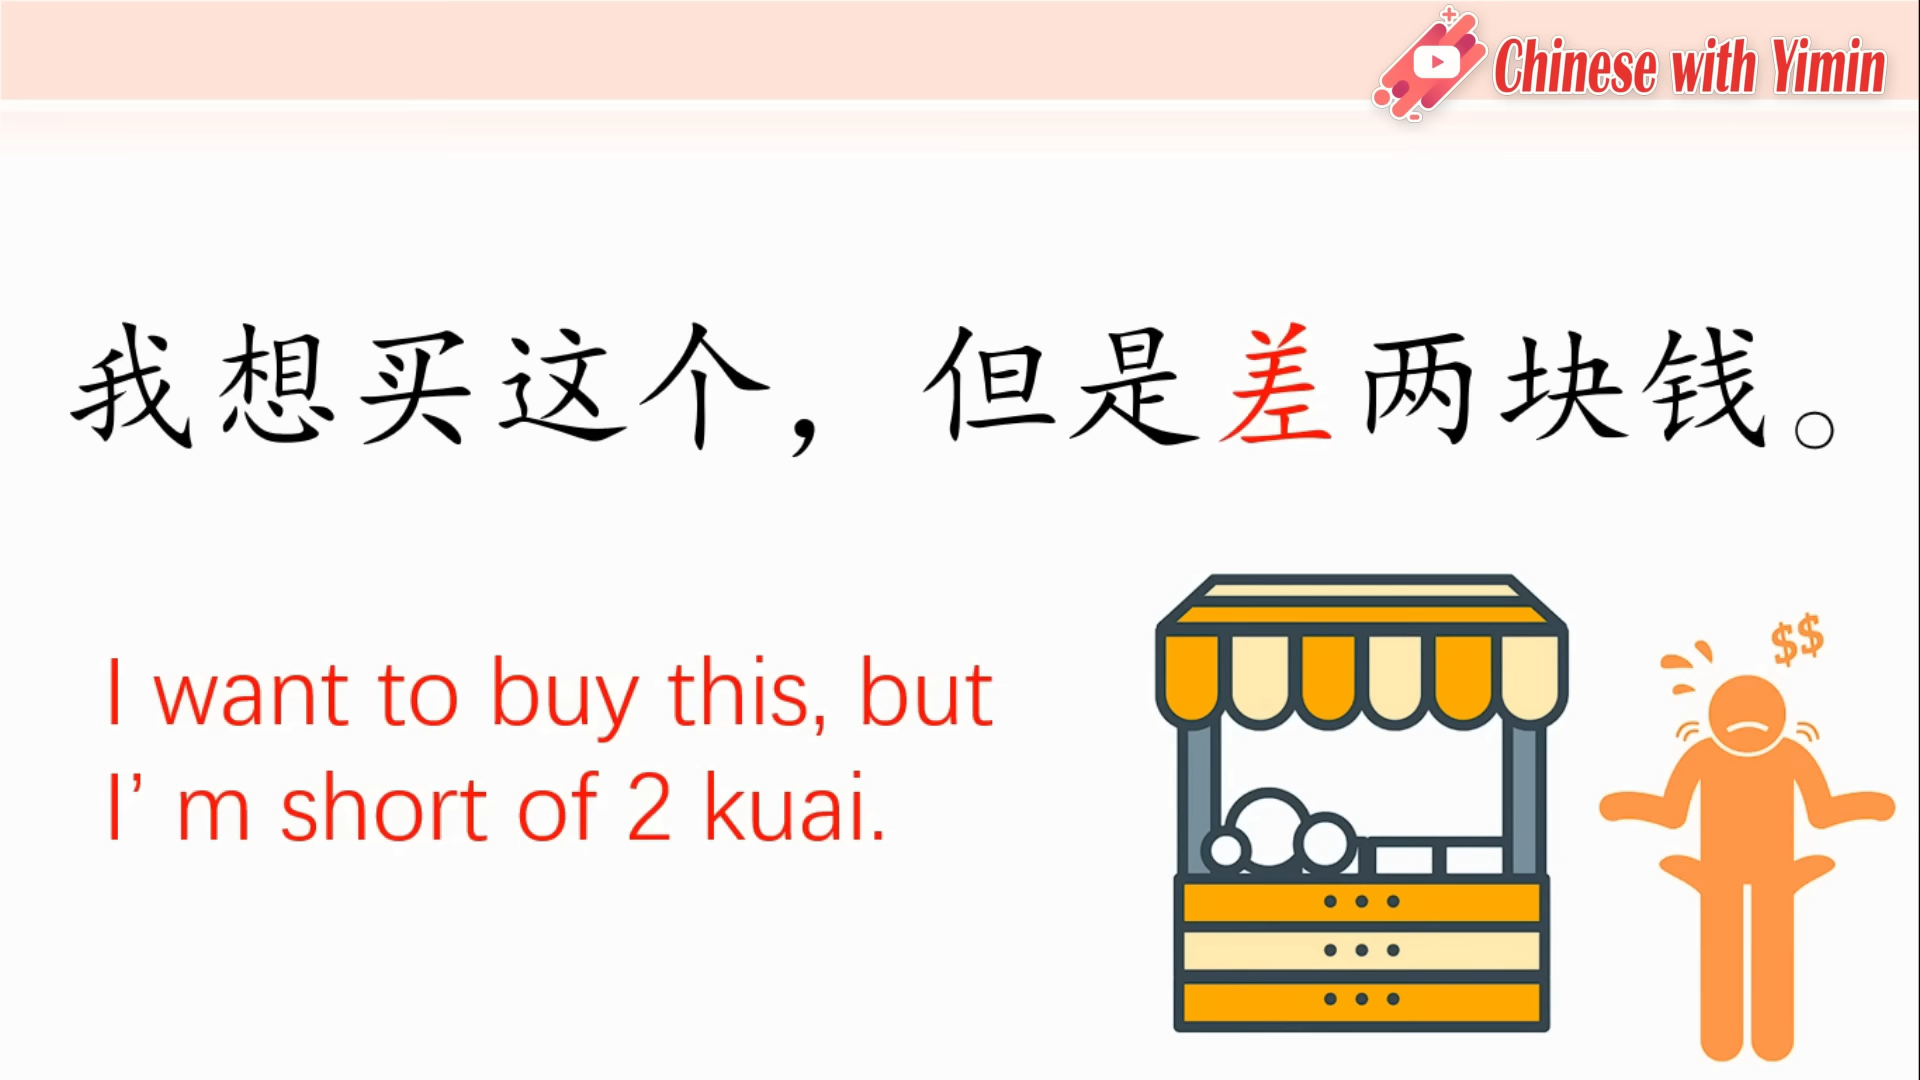 Chinese with Yimin
我想买这个，但是差两块钱。
I want to buy this, but
I’ m short of 2 kuai.
$$